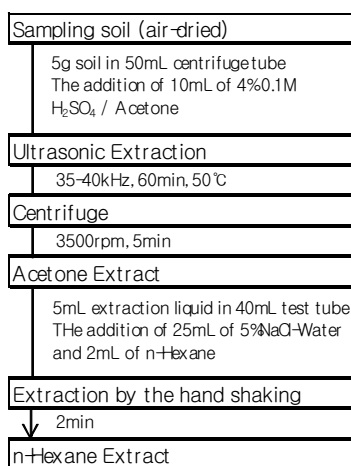 Sampling soil (air-dried)
5g soil in 50mL centrifuge tube
The addition of 10mL of 4%0.1M
H₂SO₄ / Acetone
Ultrasonic Extraction
35-40kHz, 60min, 50℃
Centrifuge
3500rpm, 5min
Acetone Extract
5mL extraction liquid in 40mL test tube
THe addition of 25mL of 5%NaCl-Water
and 2mL of n-Hexane
Extraction by the hand shaking
2min
n-Hexane Extract